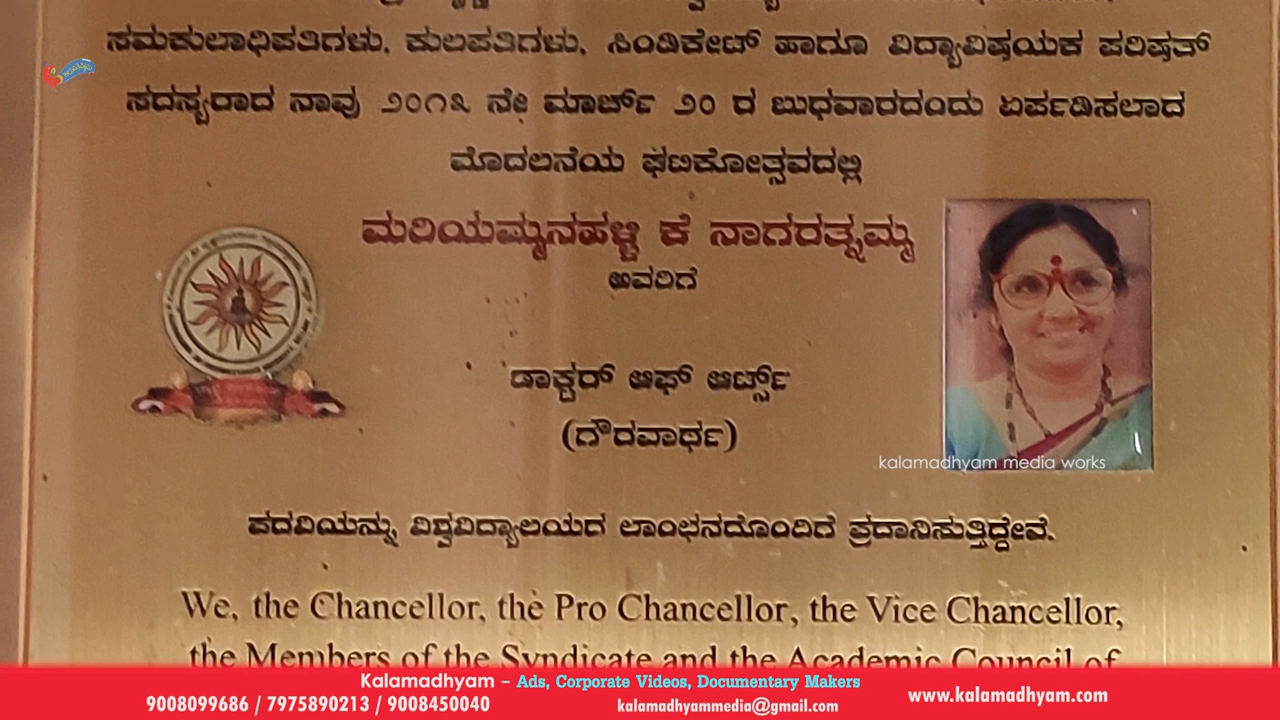 ಸಮಕುಲಾಧಿಪತಿಗಳು, ಕುಲಪತಿಗಳು, ಸಿಂಡಿಕೇಟ್ ಹಾಗೂ ವಿದ್ಯಾವಿಷಯಕ ಪರಿಷತ್
ಸದಸ್ಯರಾದ ನಾವು ೨೦೧೩ ನೇ ಮಾರ್ಚ್ ೨೦ ರ ಬುಧವಾರದಂದು ಏರ್ಪಡಿಸಲಾದ
ಮೊದಲನೆಯ ಘಟಿಕೋತ್ಸವದಲ್ಲಿ
ಮರಿಯಮ್ಮನಹಳ್ಳಿ ಕೆ ನಾಗರತ್ನಮ್ಮ
ಅವರಿಗೆ
ಡಾಕ್ಟರ್ ಆಫ್ ಆರ್ಟ್ಸ್
(ಗೌರವಾರ್ಥ)
kalamadhyam media works
ಪದವಿಯನ್ನು ವಿಶ್ವವಿದ್ಯಾಲಯದ ಲಾಂಛನದೊಂದಿಗೆ ಪ್ರದಾನಿಸುತ್ತಿದ್ದೇವೆ.
We, the Chancellor, the Pro Chancellor, the Vice Chancellor,
the Members of the Syndicate and the Academic Council of
Kalamadhyam – Ads, Corporate Videos, Documentary Makers
9008099686 / 7975890213 / 9008450040 kalamadhyammedia@gmail.com www.kalamadhyam.com